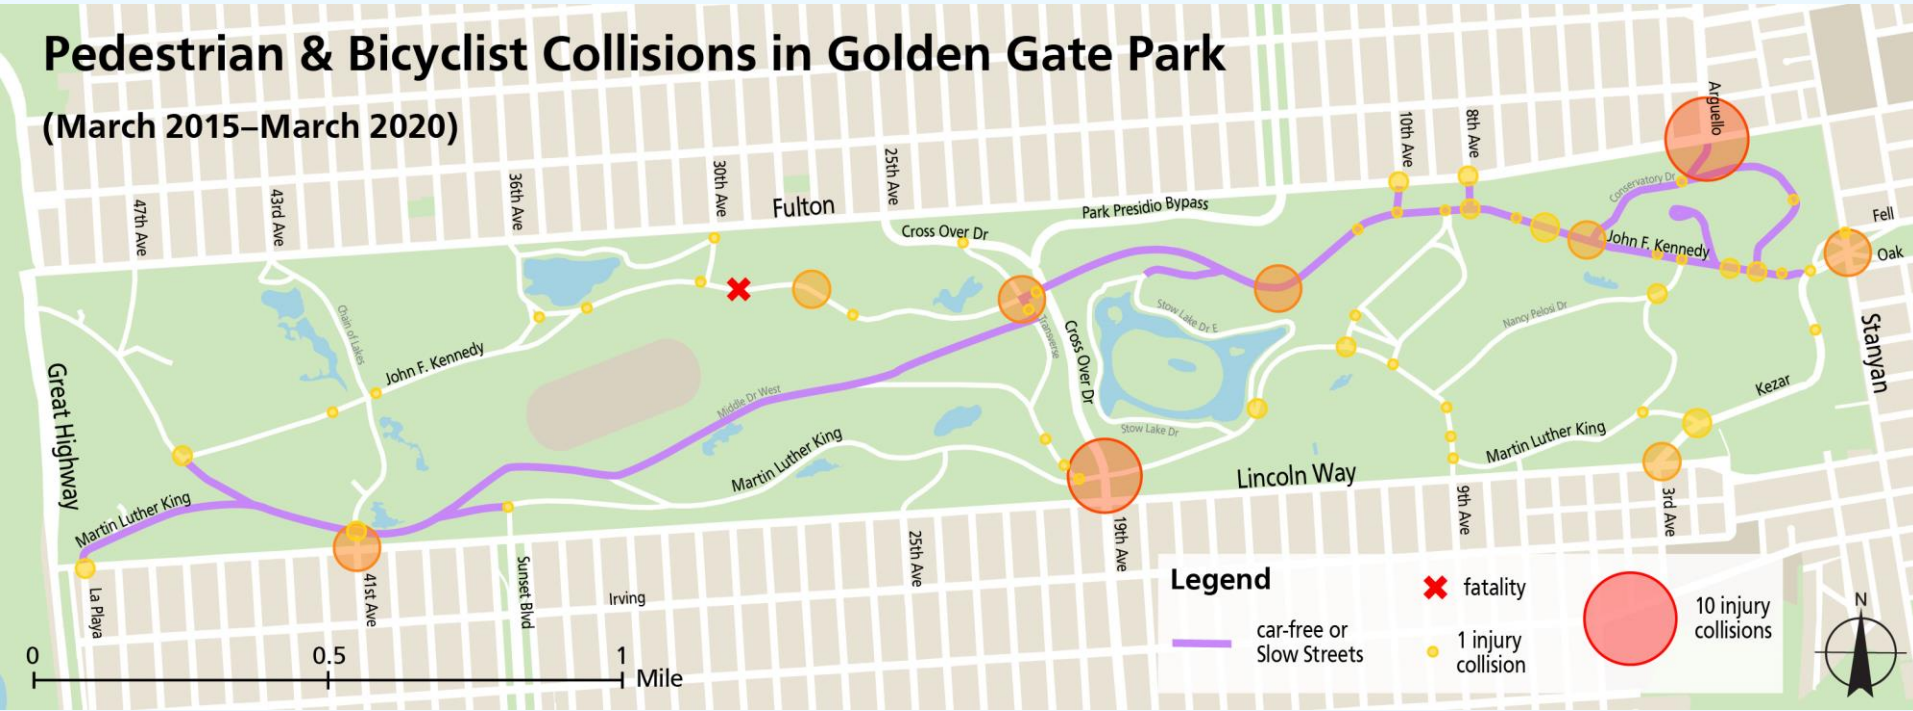 Pedestrian & Bicyclist Collisions in Golden Gate Park
(March 2015–March 2020)
47th Ave
43rd Ave
36th Ave
30th Ave
25th Ave
10th Ave
8th Ave
Arguello
Fulton
Park Presidio Bypass
Cross Over Dr
Conservatory Dr
Fell
Oak
John F. Kennedy
Stanyan
Great Highway
Chain of Lakes
John F. Kennedy
Transverse
Cross Over Dr
Stow Lake Dr E
Nancy Pelosi Dr
Middle Dr West
Stow Lake Dr
Kezar
Martin Luther King
Martin Luther King
Martin Luther King
Lincoln Way
La Playa
41st Ave
Sunset Blvd
Irving
25th Ave
19th Ave
9th Ave
3rd Ave
0
0.5
1
Mile
Legend
car-free or
Slow Streets
fatality
1 injury
collision
10 injury
collisions
N